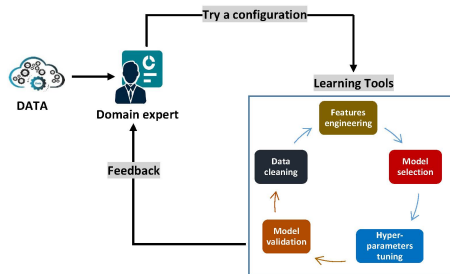 Try a configuration
DATA
Domain expert
Learning Tools
Feedback
Features
engineering
Data
cleaning
Model
selection
Model
validation
Hyper-
parameters
tuning